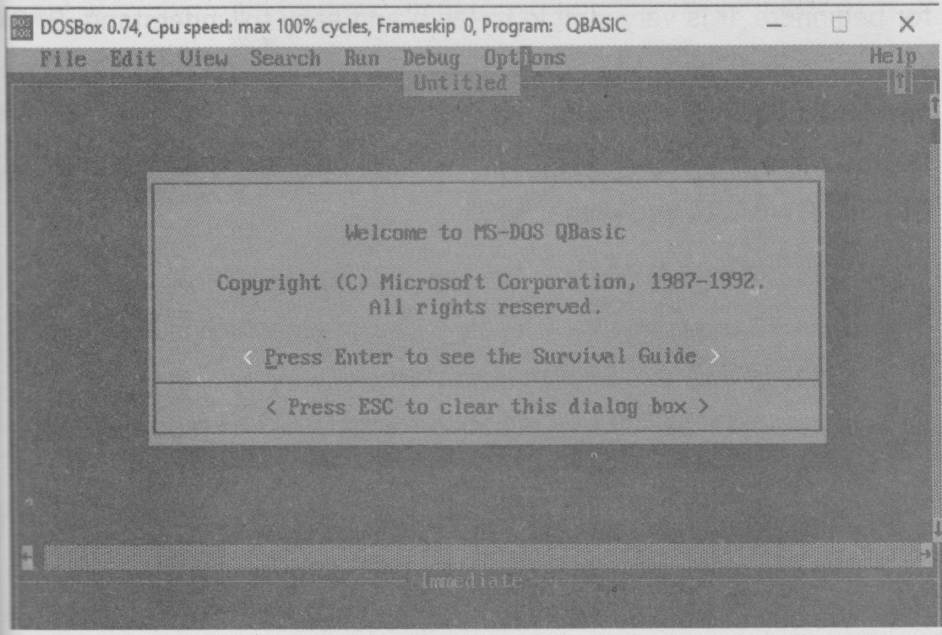 DOSBox 0.74, Cpu speed: max 100% cycles, Frameskip 0, Program: QBASIC
File Edit View Search Run Debug Options Help
Untitled
Welcome to MS-DOS QBasic
Copyright (C) Microsoft Corporation, 1987-1992.
All rights reserved.
< Press Enter to see the Survival Guide >
< Press ESC to clear this dialog box >
Immediate